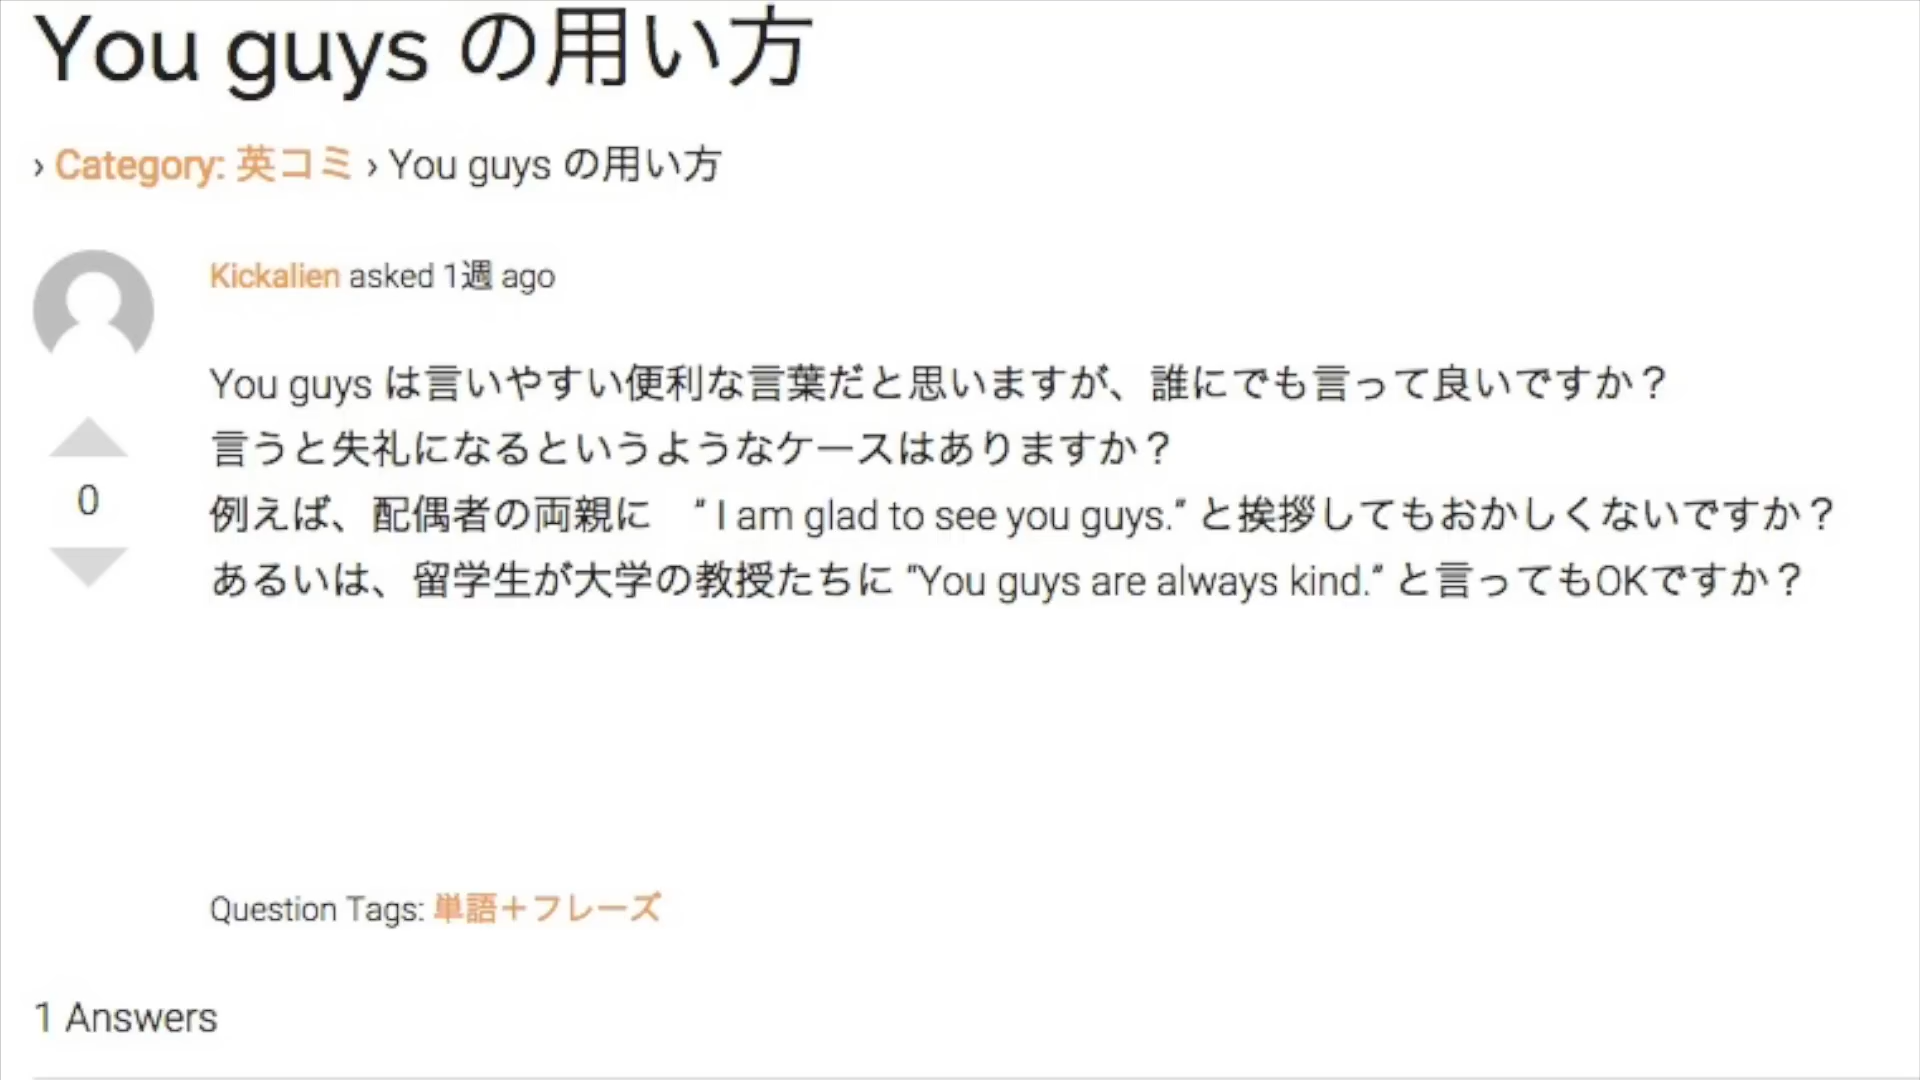 You guys の用い方
› Category: 英コミ › You guys の用い方
Kickalien asked 1週 ago
You guys は言いやすい便利な言葉だと思いますが、誰にでも言って良いですか？
言うと失礼になるというようなケースはありますか？
例えば、配偶者の両親に　“ I am glad to see you guys.” と挨拶してもおかしくないですか？
あるいは、留学生が大学の教授たちに “You guys are always kind.” と言ってもOKですか？
0
Question Tags: 単語＋フレーズ
1 Answers